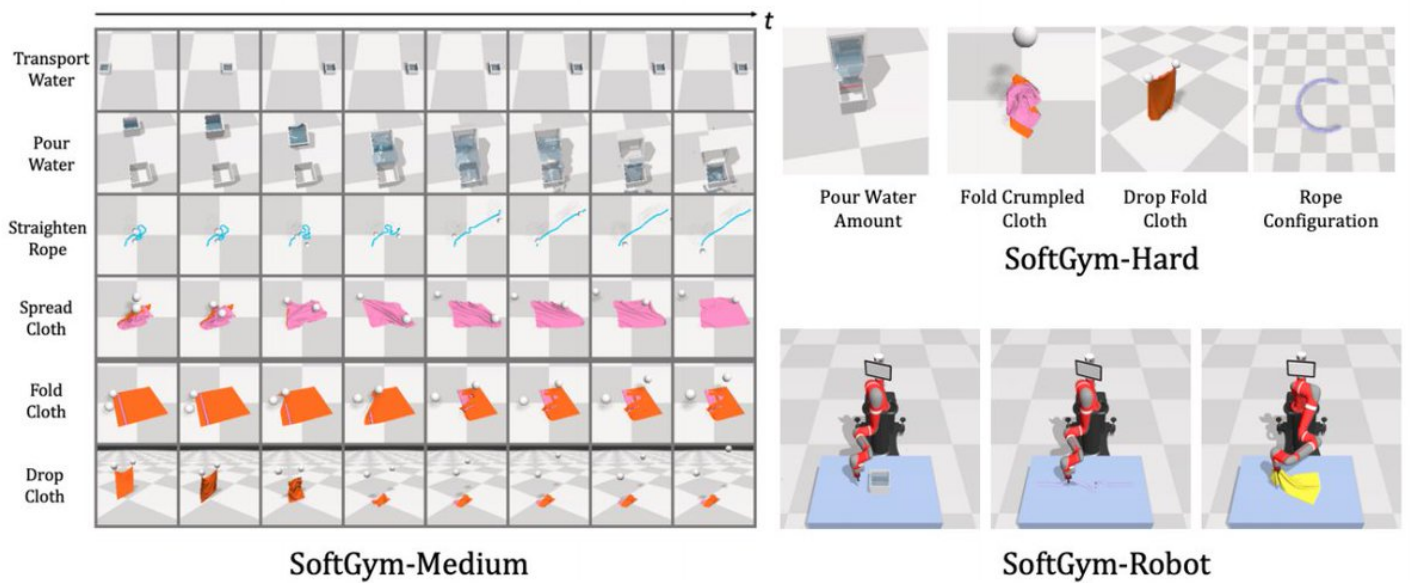 t
Transport
Water
Pour
Water
Straighten
Rope
Spread
Cloth
Fold
Cloth
Drop
Cloth
SoftGym-Medium
Pour Water
Amount
Fold Crumpled
Cloth
Drop Fold
Cloth
Rope
Configuration
SoftGym-Hard
SoftGym-Robot